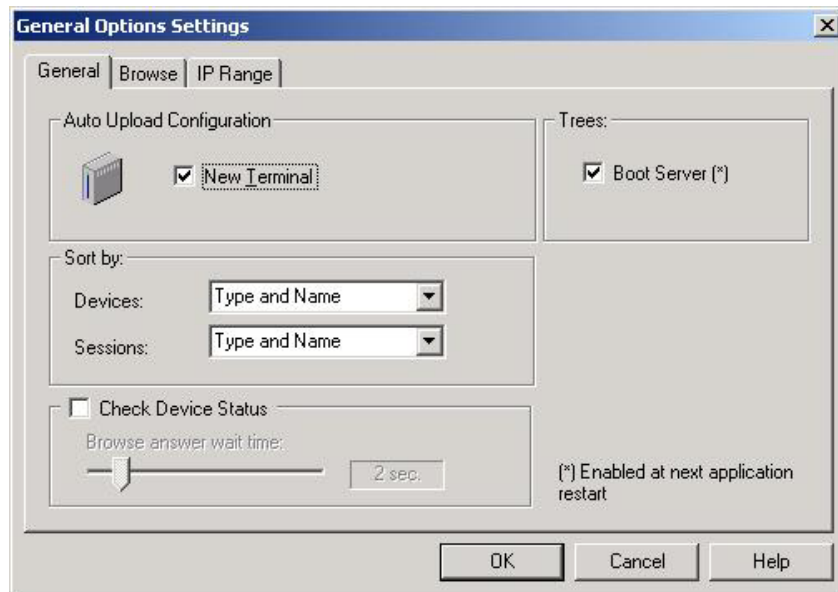 General Options Settings
General
Browse
IP Range
Auto Upload Configuration
New Terminal
Trees:
Boot Server (*)
Sort by:
Devices:
Type and Name
Sessions:
Type and Name
Check Device Status
Browse answer wait time:
2 sec.
(*) Enabled at next application
restart
OK
Cancel
Help